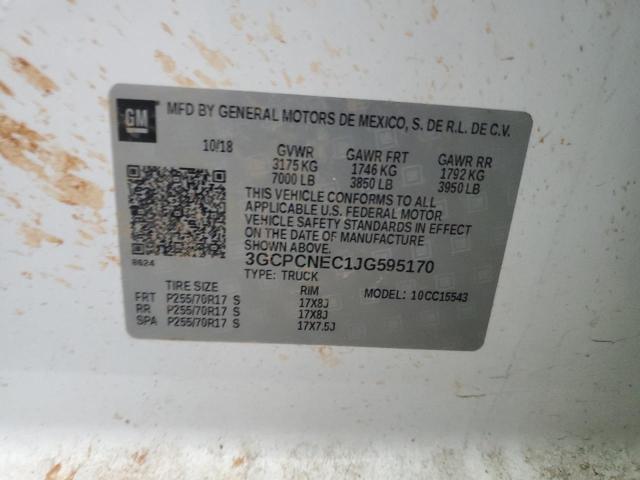 GM MFD BY GENERAL MOTORS DE MEXICO, S. DE R.L. DE C.V.
10/18 GVWR GAWR FRT GAWR RR
3175 KG 1746 KG 1792 KG
7000 LB 3850 LB 3950 LB
THIS VEHICLE CONFORMS TO ALL
APPLICABLE U.S. FEDERAL MOTOR
VEHICLE SAFETY STANDARDS IN EFFECT
ON THE DATE OF MANUFACTURE
SHOWN ABOVE.
8624 3GCPCNEC1JG595170
TYPE: TRUCK
TIRE SIZE RIM MODEL: 10CC15543
FRT P255/70R17 S 17X8J
RR P255/70R17 S 17X8J
SPA P255/70R17 S 17X7.5J